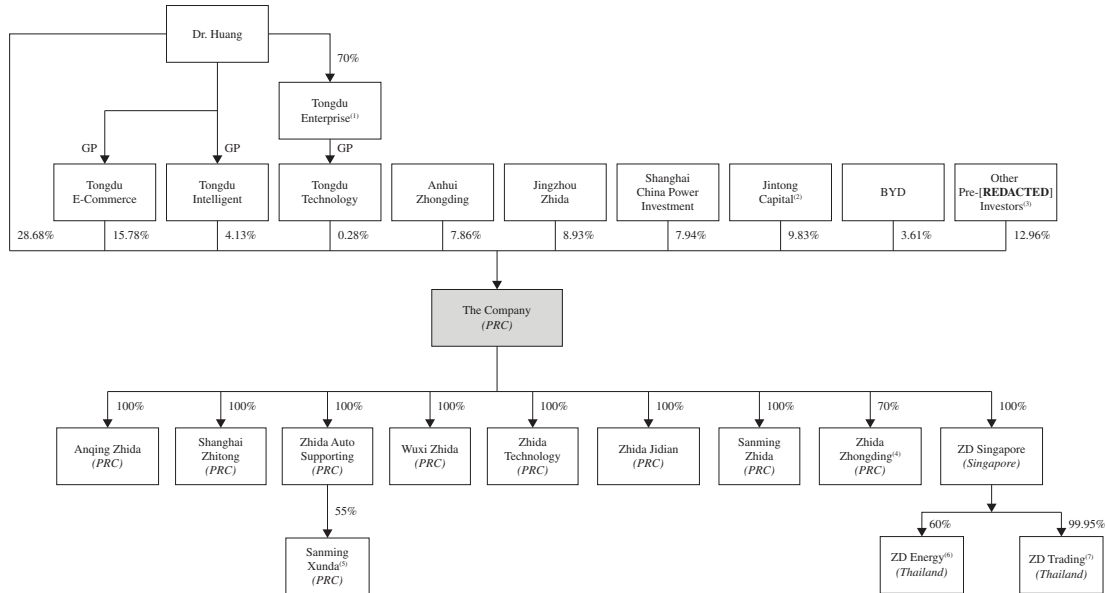 Dr. Huang
70%
Tongdu
Enterprise(1)
GP
GP
GP
Tongdu
E-Commerce
Tongdu
Intelligent
Tongdu
Technology
Anhui
Zhongding
Jingzhou
Zhida
Shanghai
China Power
Investment
Jintong
Capital(2)
BYD
Other
Pre-[REDACTED]
Investors(3)
28.68%
15.78%
4.13%
0.28%
7.86%
8.93%
7.94%
9.83%
3.61%
12.96%
The Company
(PRC)
100%
100%
100%
100%
100%
100%
100%
70%
100%
Anqing Zhida
(PRC)
Shanghai
Zhitong
(PRC)
Zhida Auto
Supporting
(PRC)
Wuxi Zhida
(PRC)
Zhida
Technology
(PRC)
Zhida Jidian
(PRC)
Sanming
Zhida
(PRC)
Zhida
Zhongding(4)
(PRC)
ZD Singapore
(Singapore)
55%
60%
99.95%
Sanming
Xunda(5)
(PRC)
ZD Energy(6)
(Thailand)
ZD Trading(7)
(Thailand)